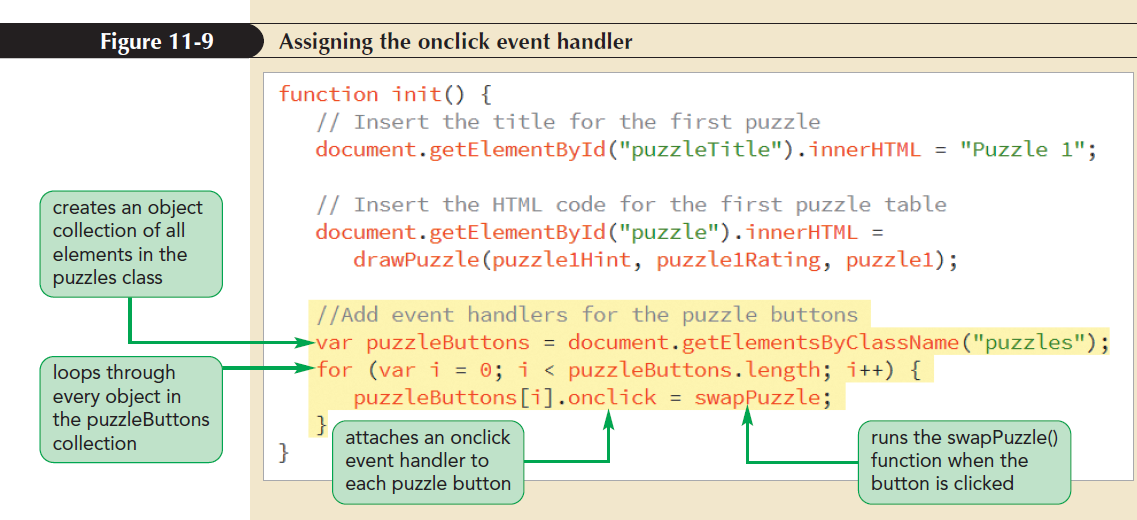 Figure 11-9
Assigning the onclick event handler
function init() {
// Insert the title for the first puzzle
document.getElementById("puzzleTitle").innerHTML = "Puzzle 1";
// Insert the HTML code for the first puzzle table
document.getElementById("puzzle").innerHTML =
drawPuzzle(puzzle1Hint, puzzle1Rating, puzzle1);
//Add event handlers for the puzzle buttons
var puzzleButtons = document.getElementsByClassName("puzzles");
for (var i = 0; i < puzzleButtons.length; i++) {
puzzleButtons[i].onclick = swapPuzzle;
}
}
creates an object
collection of all
elements in the
puzzles class
loops through
every object in
the puzzleButtons
collection
attaches an onclick
event handler to
each puzzle button
runs the swapPuzzle()
function when the
button is clicked